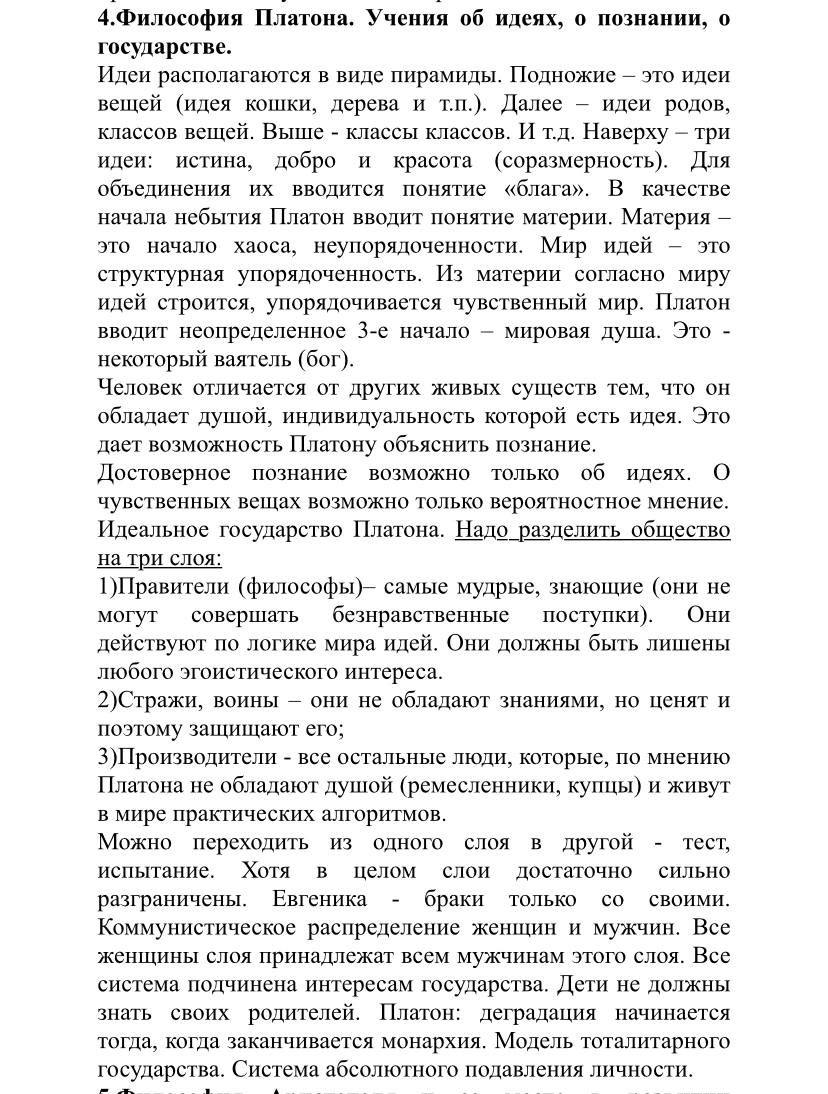 4.Философия Платона. Учения об идеях, о познании, о
государстве.
Идеи располагаются в виде пирамиды. Подножие – это идеи
вещей (идея кошки, дерева и т.п.). Далее – идеи родов,
классов вещей. Выше - классы классов. И т.д. Наверху – три
идеи: истина, добро и красота (соразмерность). Для
объединения их вводится понятие «блага». В качестве
начала небытия Платон вводит понятие материи. Материя –
это начало хаоса, неупорядоченности. Мир идей – это
структурная упорядоченность. Из материи согласно миру
идей строится, упорядочивается чувственный мир. Платон
вводит неопределенное 3-е начало – мировая душа. Это -
некоторый ваятель (бог).
Человек отличается от других живых существ тем, что он
обладает душой, индивидуальность которой есть идея. Это
дает возможность Платону объяснить познание.
Достоверное познание возможно только об идеях. О
чувственных вещах возможно только вероятностное мнение.
Идеальное государство Платона. Надо разделить общество
на три слоя:
1)Правители (философы)– самые мудрые, знающие (они не
могут совершать безнравственные поступки). Они
действуют по логике мира идей. Они должны быть лишены
любого эгоистического интереса.
2)Стражи, воины – они не обладают знаниями, но ценят и
поэтому защищают его;
3)Производители - все остальные люди, которые, по мнению
Платона не обладают душой (ремесленники, купцы) и живут
в мире практических алгоритмов.
Можно переходить из одного слоя в другой - тест,
испытание. Хотя в целом слои достаточно сильно
разграничены. Евгеника - браки только со своими.
Коммунистическое распределение женщин и мужчин. Все
женщины слоя принадлежат всем мужчинам этого слоя. Все
система подчинена интересам государства. Дети не должны
знать своих родителей. Платон: деградация начинается
тогда, когда заканчивается монархия. Модель тоталитарного
государства. Система абсолютного подавления личности.